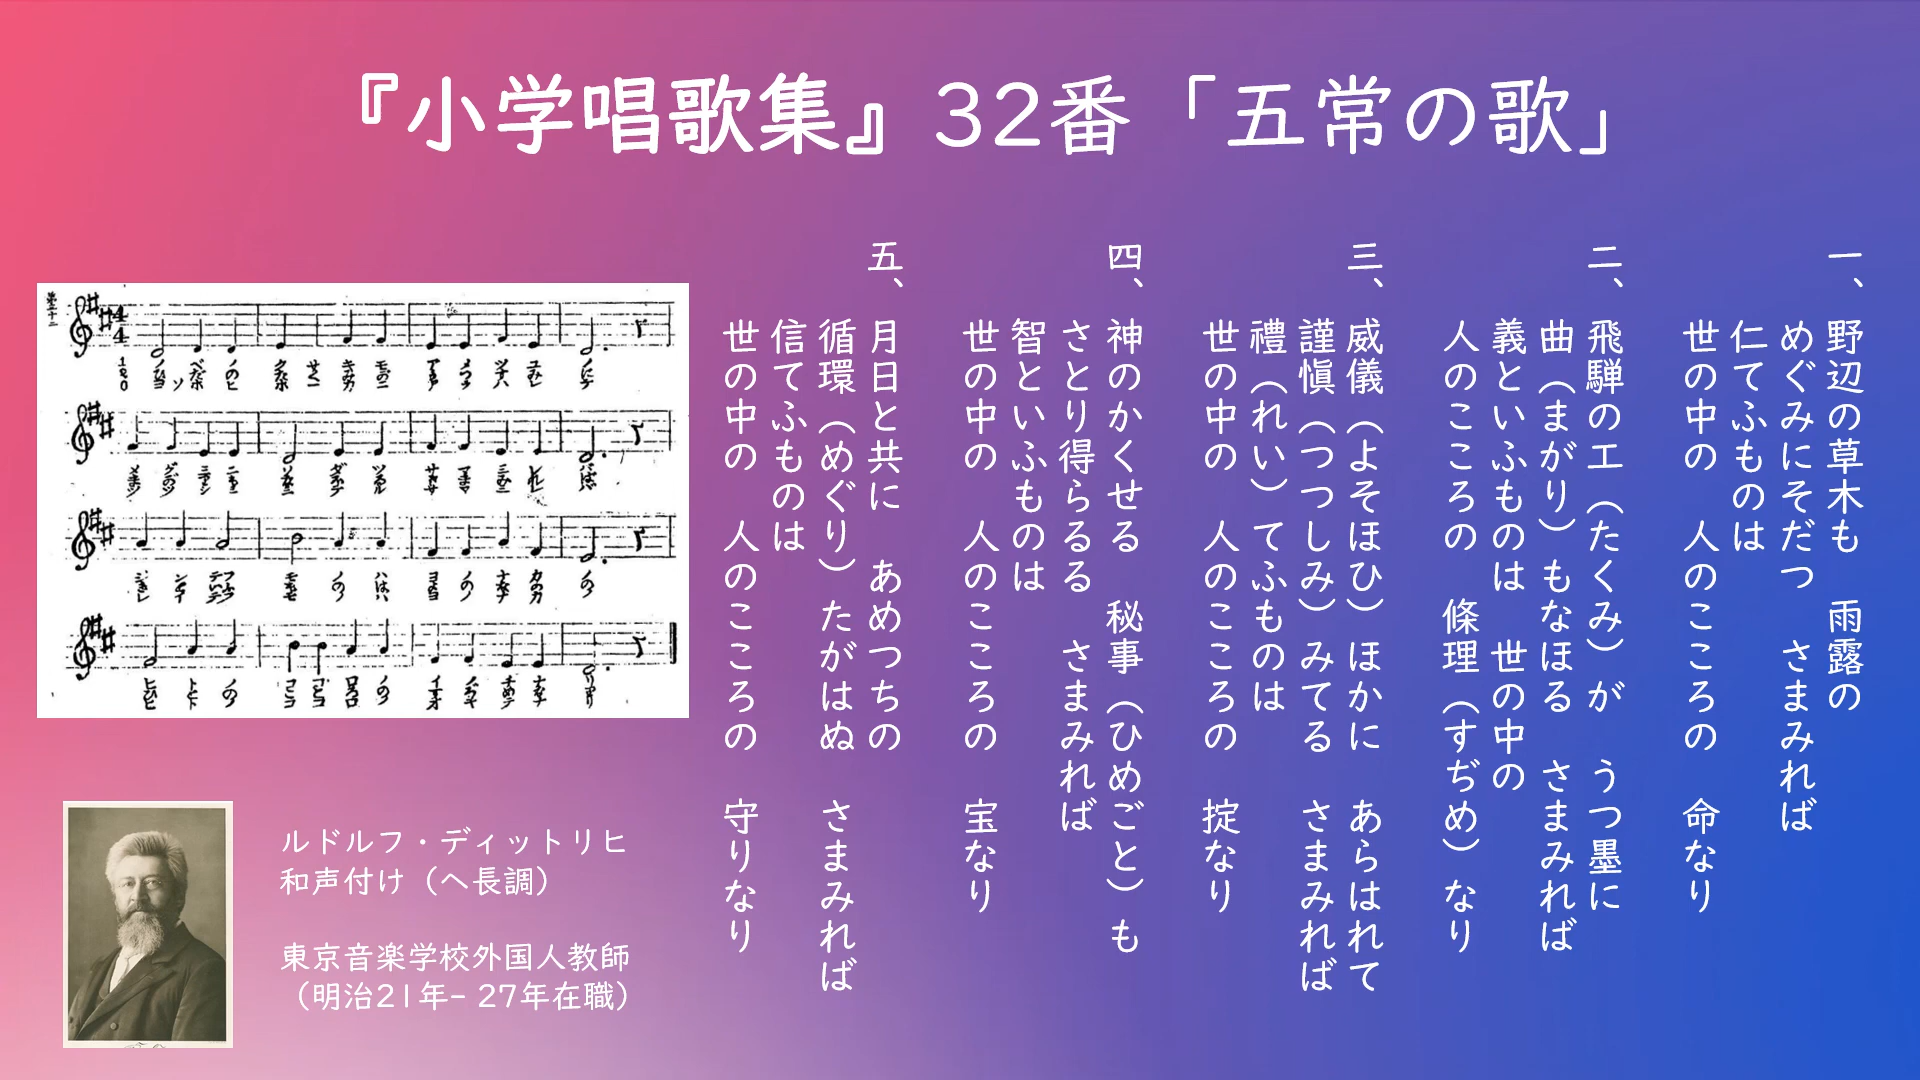 『小学唱歌集』32番「五常の歌」
一、野辺の草木も　雨露の
めぐみにそだつ　さまみれば
仁てふものは
世の中の　人のこころの　命なり
二、飛騨の工（たくみ）が　うつ墨に
曲（まがり）もなほる　さまみれば
義といふものは　世の中の
人のこころの　條理（すぢめ）なり
三、威儀（よそほひ）ほかに　あらはれて
謹愼（つつしみ）みてる　さまみれば
禮（れい）てふものは
世の中の　人のこころの　掟なり
四、神のかくせる　秘事（ひめごと）も
さとり得らるる　さまみれば
智といふものは
世の中の　人のこころの　宝なり
五、月日と共に　あめつちの
循環（めぐり）たがはぬ　さまみれば
信てふものは
世の中の　人のこころの　守りなり
ルドルフ・ディットリヒ
和声付け（ヘ長調）
東京音楽学校外国人教師
（明治21年– 27年在職）